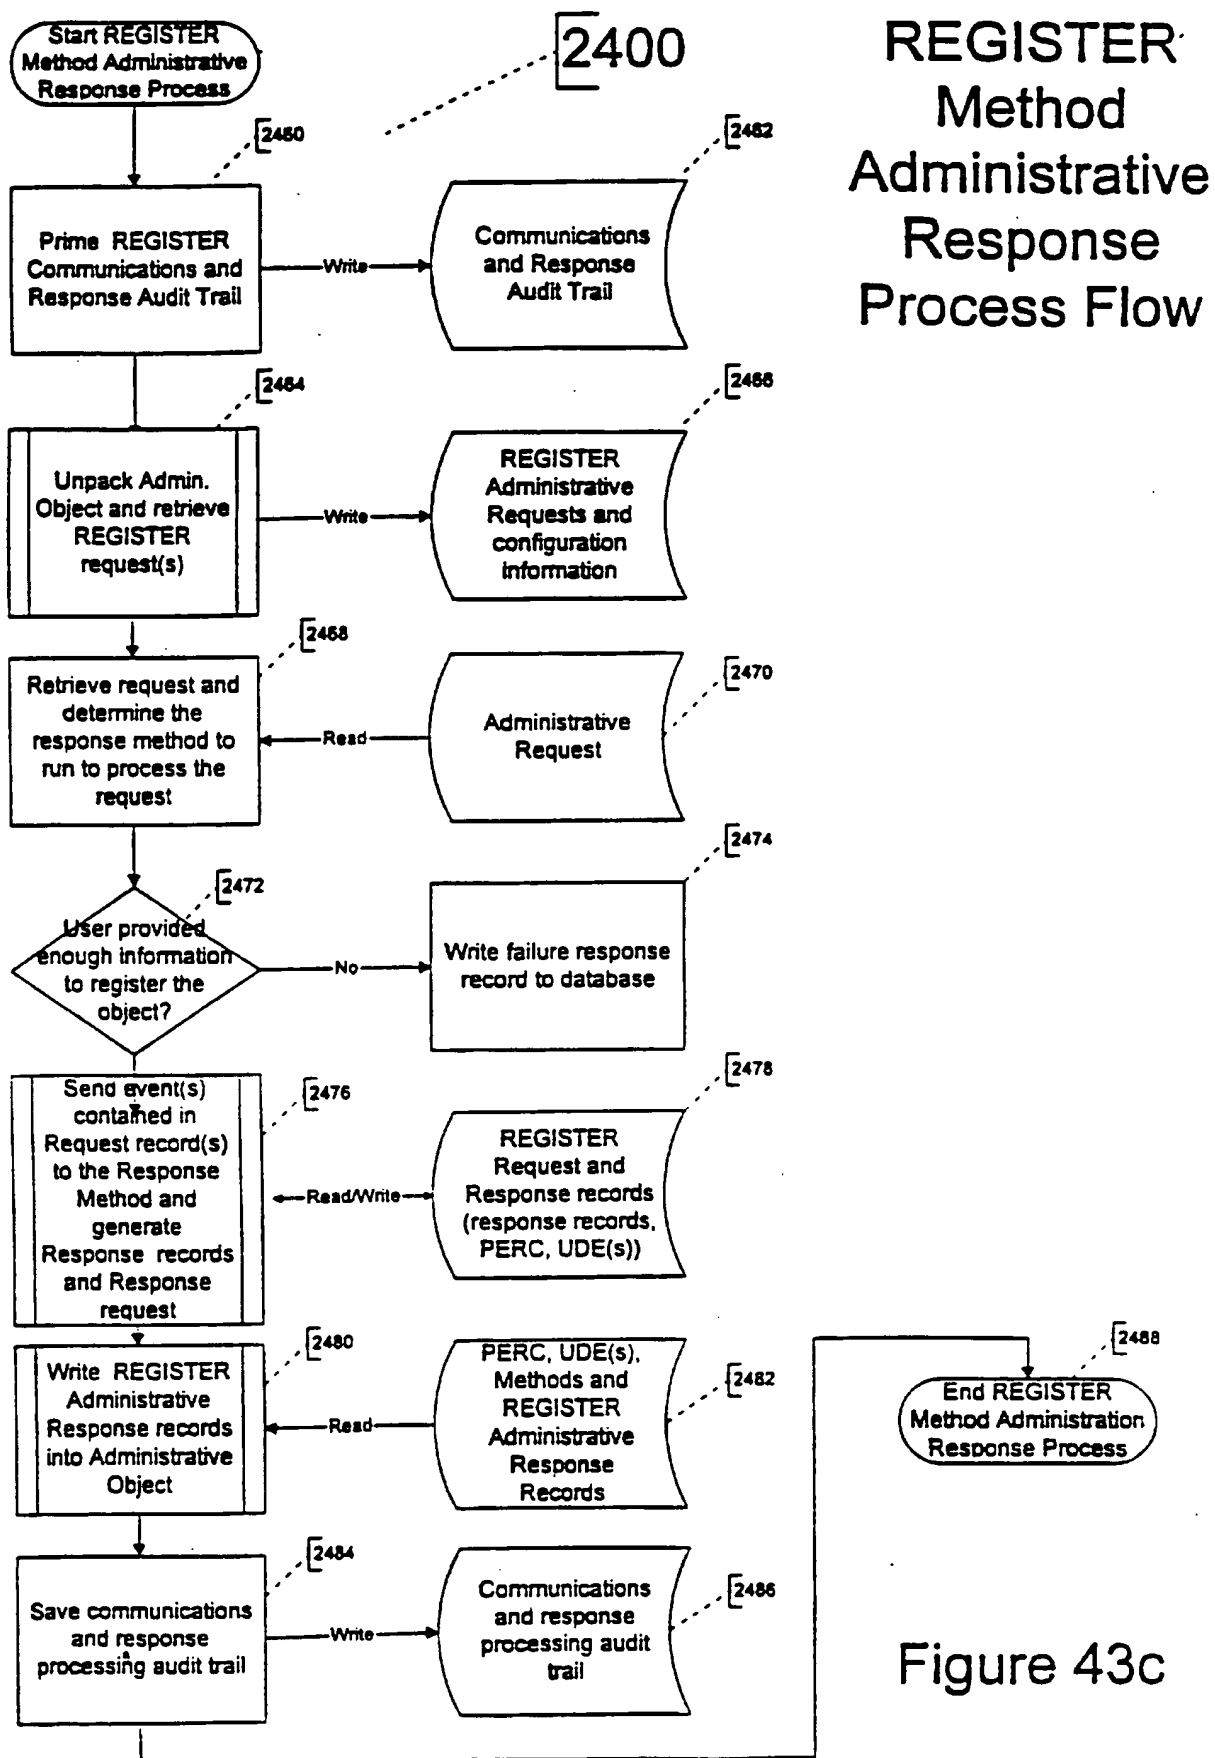 Start REGISTER
Method Administrative
Response Process
2400
REGISTER
Method
Administrative
Response
Process Flow
2460
2462
Prime REGISTER
Communications and
Response Audit Trail
Write
Communications
and Response
Audit Trail
2464
2466
Unpack Admin.
Object and retrieve
REGISTER
request(s)
Write
REGISTER
Administrative
Requests and
configuration
information
2468
2470
Retrieve request and
determine the
response method to
run to process the
request
Read
Administrative
Request
2472
2474
User provided
enough information
to register the
object?
No
Write failure response
record to database
2476
2478
Send event(s)
contained in
Request record(s)
to the Response
Method and
generate
Response records
and Response
request
Read/Write
REGISTER
Request and
Response records
(response records,
PERC, UDE(s))
2480
2482
Write REGISTER
Administrative
Response records
into Administrative
Object
Read
PERC, UDE(s),
Methods and
REGISTER
Administrative
Response
Records
2488
End REGISTER
Method Administration
Response Process
2484
2486
Save communications
and response
processing audit trail
Write
Communications
and response
processing audit
trail
Figure 43c